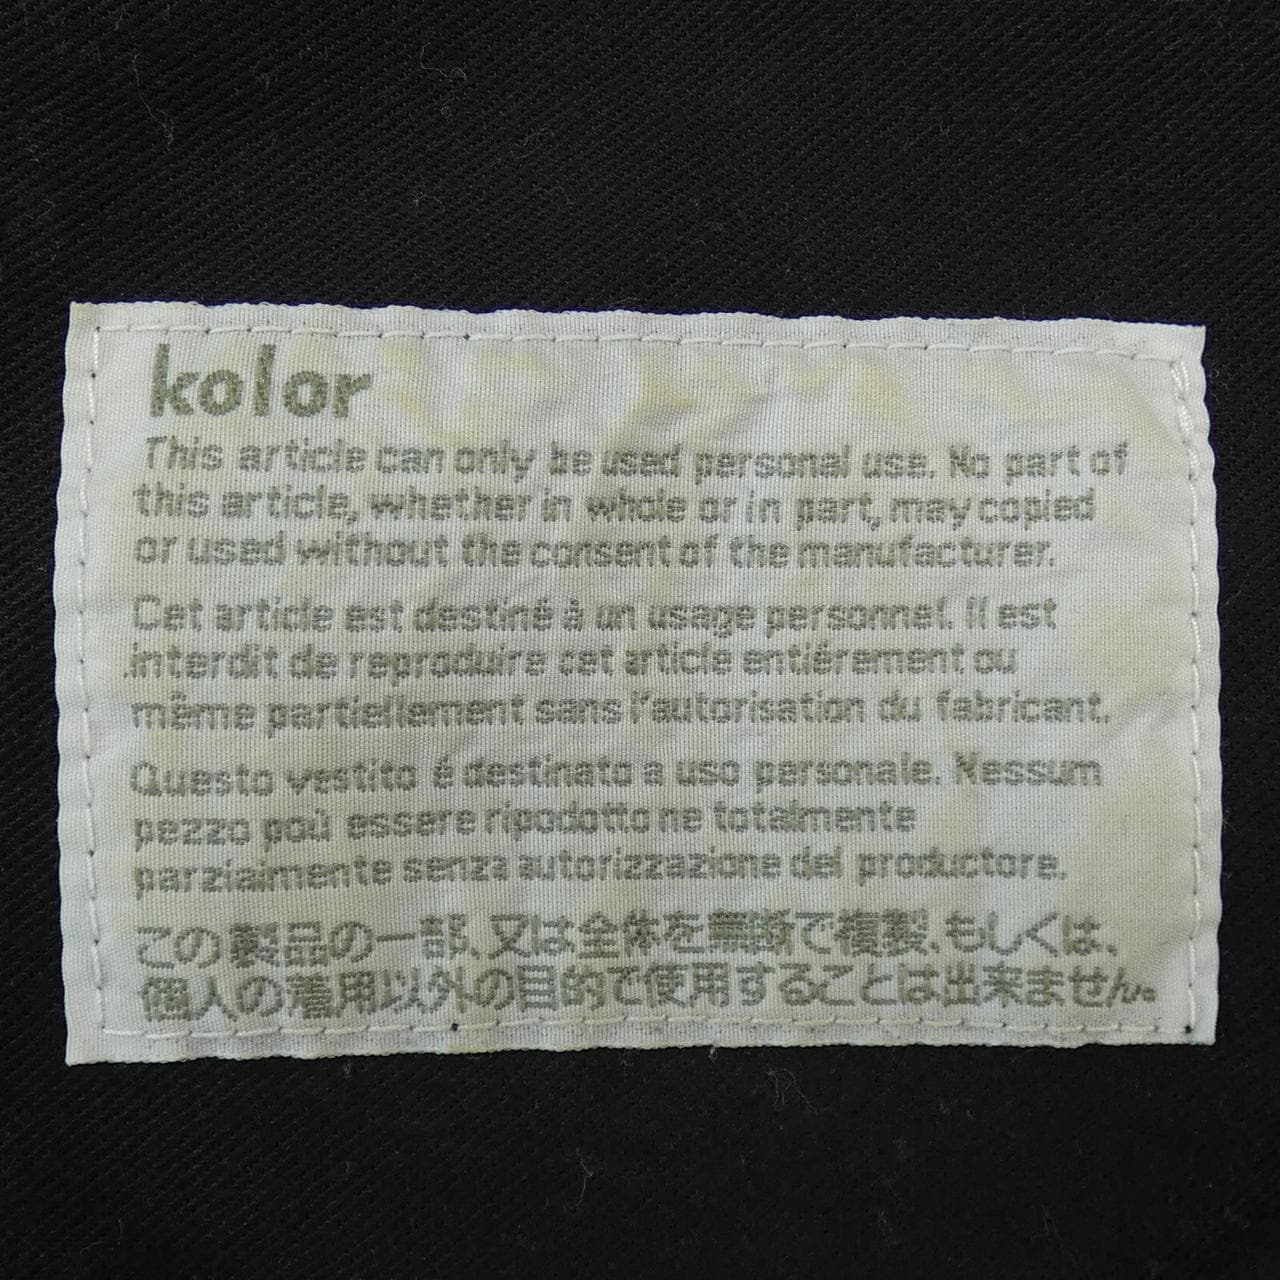 kolor
This article can only be used personal use. No part of
this article, whether in whole or in part, may copied
or used without the consent of the manufacturer.
Cet article est destiné à un usage personnel. Il est
interdit de reproduire cet article entiérement ou
même partiellement sans l'autorisation du fabricant.
Questo vestito é destinato a uso personale. Nessum
pezzo poù essere ripodotto ne totalmente
parzialmente senza autorizzazione del productore.
この製品の一部、又は全体を無断で複製、もしくは、
個人の着用以外の目的で使用することは出来ません。